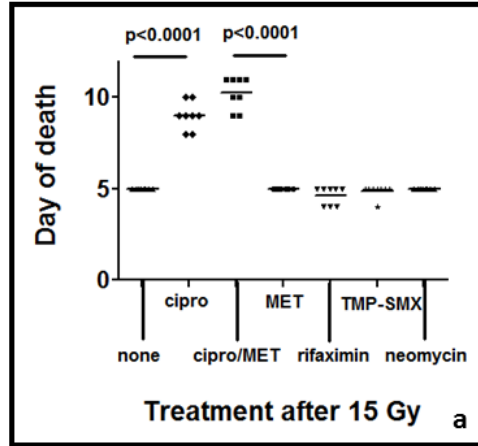 p<0.0001 p<0.0001
10
5
0
Day of death
cipro MET TMP-SMX
none cipro/MET rifaximin neomycin
Treatment after 15 Gy
a